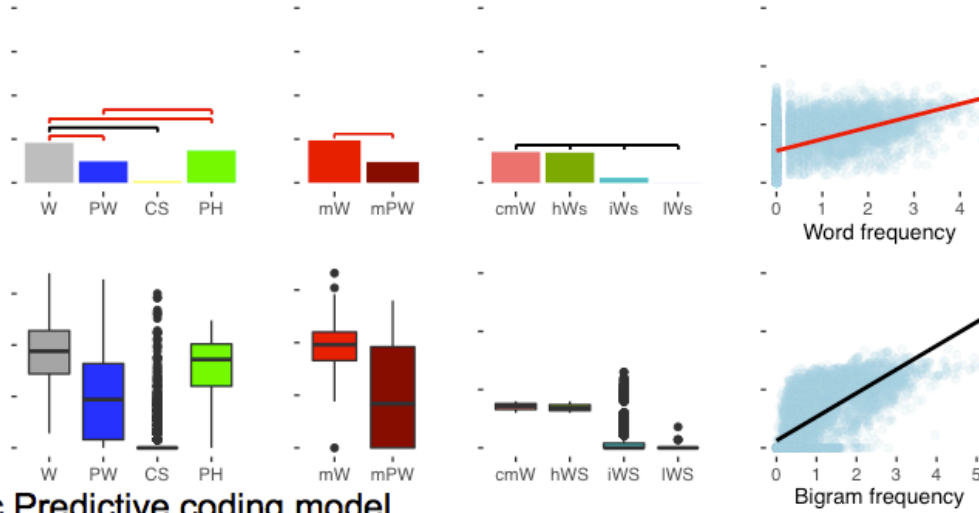 W PW CS PH
mW mPW
cmW hWs iWs lWs
0 1 2 3 4
Word frequency
W PW CS PH
mW mPW
cmW hWS iWS lWS
0 1 2 3 4 5
Bigram frequency
Predictive coding model